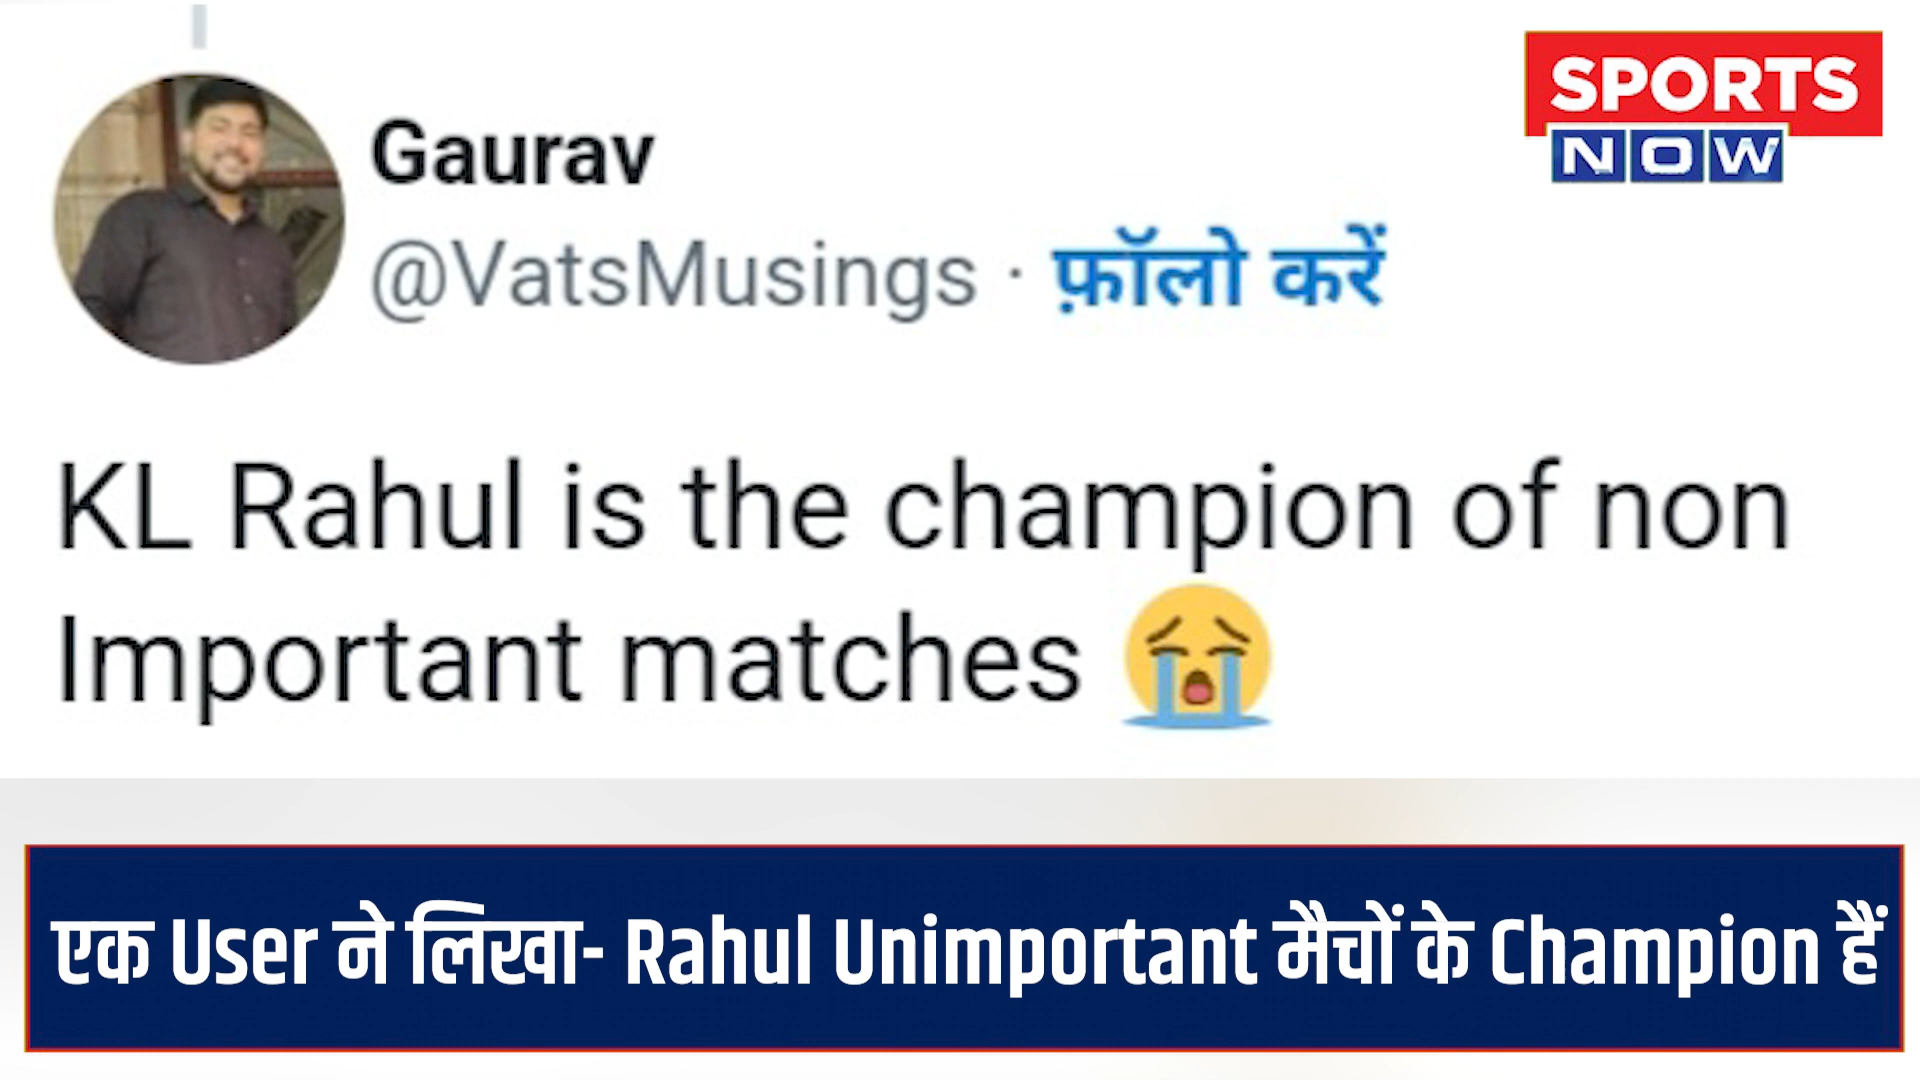 SPORTS
NOW
Gaurav
@VatsMusings · फ़ॉलो करें
KL Rahul is the champion of non
Important matches 😭
एक User ने लिखा- Rahul Unimportant मैचों के Champion हैं